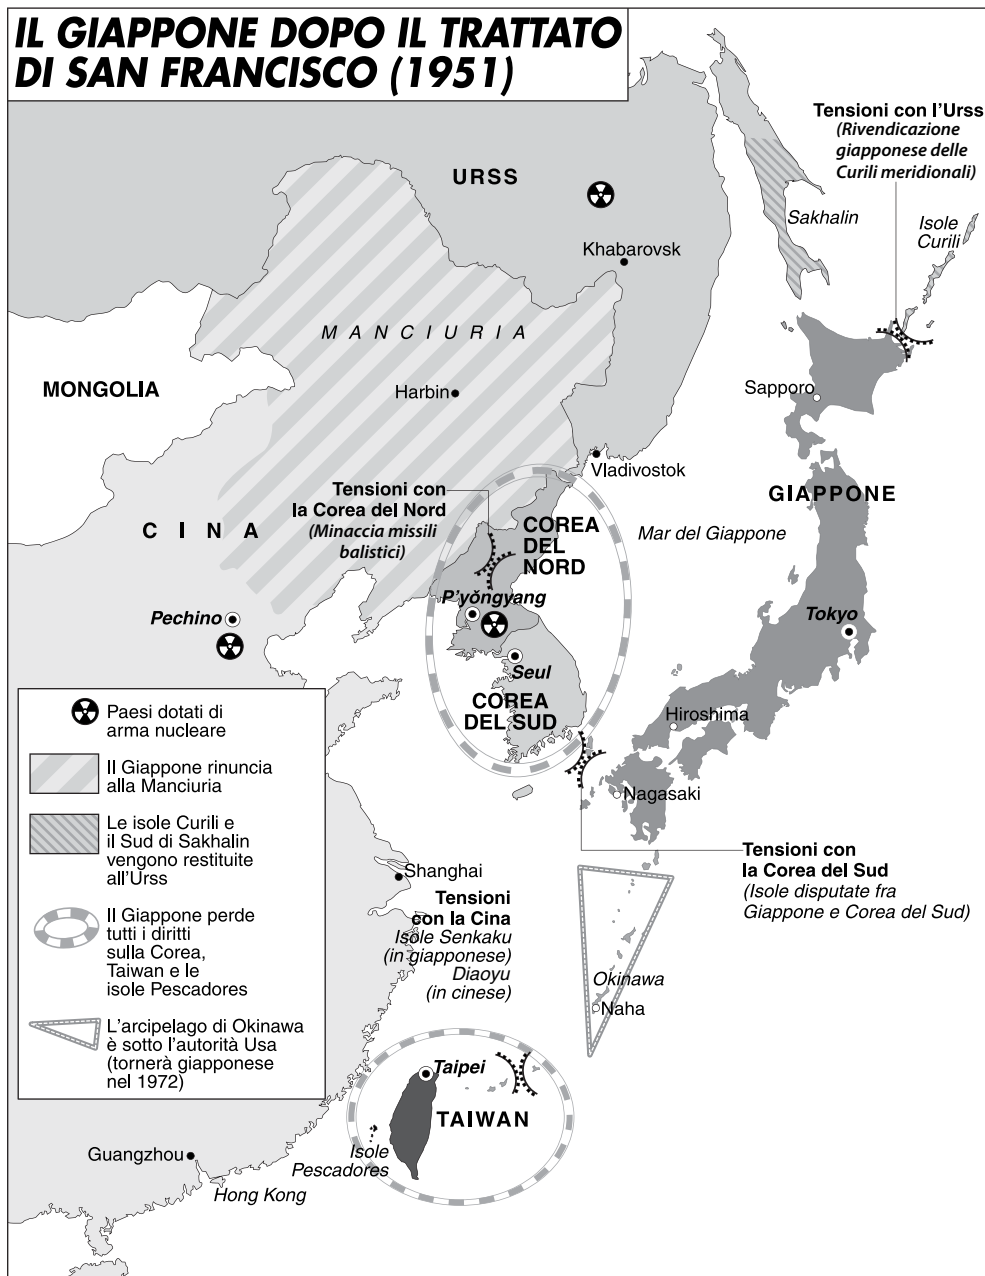 IL GIAPPONE DOPO IL TRATTATO
DI SAN FRANCISCO (1951)
Tensioni con l'Urss
(Rivendicazione
giapponese delle
Curili meridionali)
URSS
Sakhalin
Isole
Curili
Khabarovsk
MANCIURIA
MONGOLIA
Harbin
Sapporo
Vladivostok
Tensioni con
la Corea del Nord
(Minaccia missili
balistici)
GIAPPONE
CINA
COREA
DEL
NORD
Mar del Giappone
P'yŏngyang
Pechino
Tokyo
Seul
COREA
DEL SUD
Hiroshima
Nagasaki
Paesi dotati di
arma nucleare
Il Giappone rinuncia
alla Manciuria
Le isole Curili e
il Sud di Sakhalin
vengono restituite
all'Urss
Il Giappone perde
tutti i diritti
sulla Corea,
Taiwan e le
isole Pescadores
L'arcipelago di Okinawa
è sotto l'autorità Usa
(tornerà giapponese
nel 1972)
Tensioni con
la Corea del Sud
(Isole disputate fra
Giappone e Corea del Sud)
Shanghai
Tensioni
con la Cina
Isole Senkaku
(in giapponese)
Diaoyu
(in cinese)
Okinawa
Naha
Taipei
TAIWAN
Isole
Pescadores
Guangzhou
Hong Kong